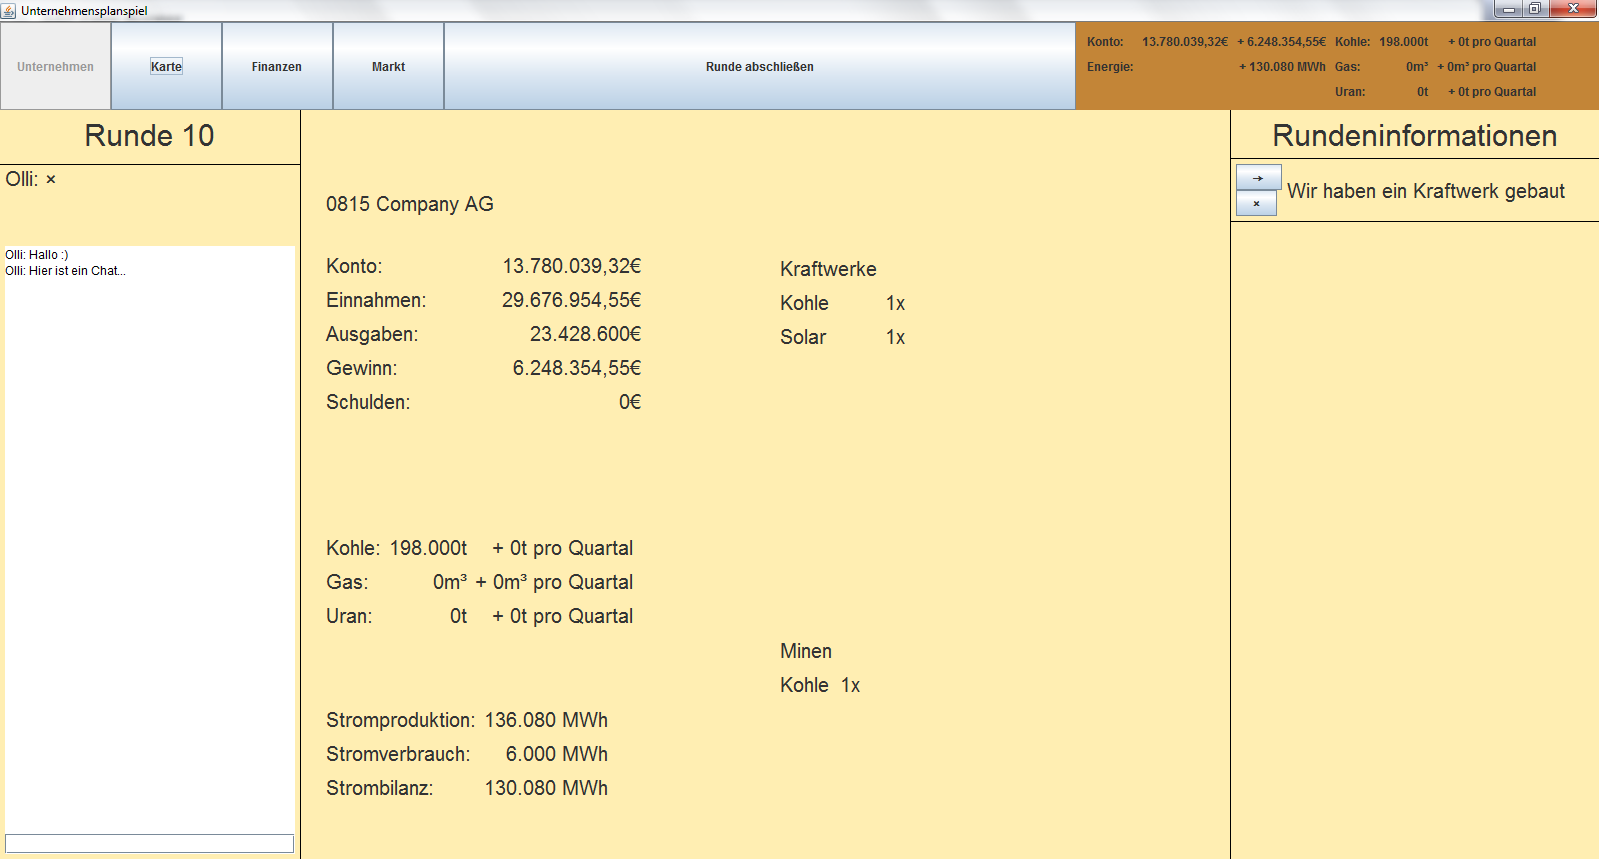 Unternehmensplanspiel
Unternehmen
Karte
Finanzen
Markt
Runde abschließen
Konto: 13.780.039,32€ + 6.248.354,55€ Kohle: 198.000t + 0t pro Quartal
Energie: + 130.080 MWh Gas: 0m³ + 0m³ pro Quartal
Uran: 0t + 0t pro Quartal
Runde 10
Olli: ×
Olli: Hallo :)
Olli: Hier ist ein Chat...
0815 Company AG
Konto: 13.780.039,32€
Einnahmen: 29.676.954,55€
Ausgaben: 23.428.600€
Gewinn: 6.248.354,55€
Schulden: 0€
Kohle: 198.000t + 0t pro Quartal
Gas: 0m³ + 0m³ pro Quartal
Uran: 0t + 0t pro Quartal
Stromproduktion: 136.080 MWh
Stromverbrauch: 6.000 MWh
Strombilanz: 130.080 MWh
Kraftwerke
Kohle 1x
Solar 1x
Minen
Kohle 1x
Rundeninformationen
→
×
Wir haben ein Kraftwerk gebaut